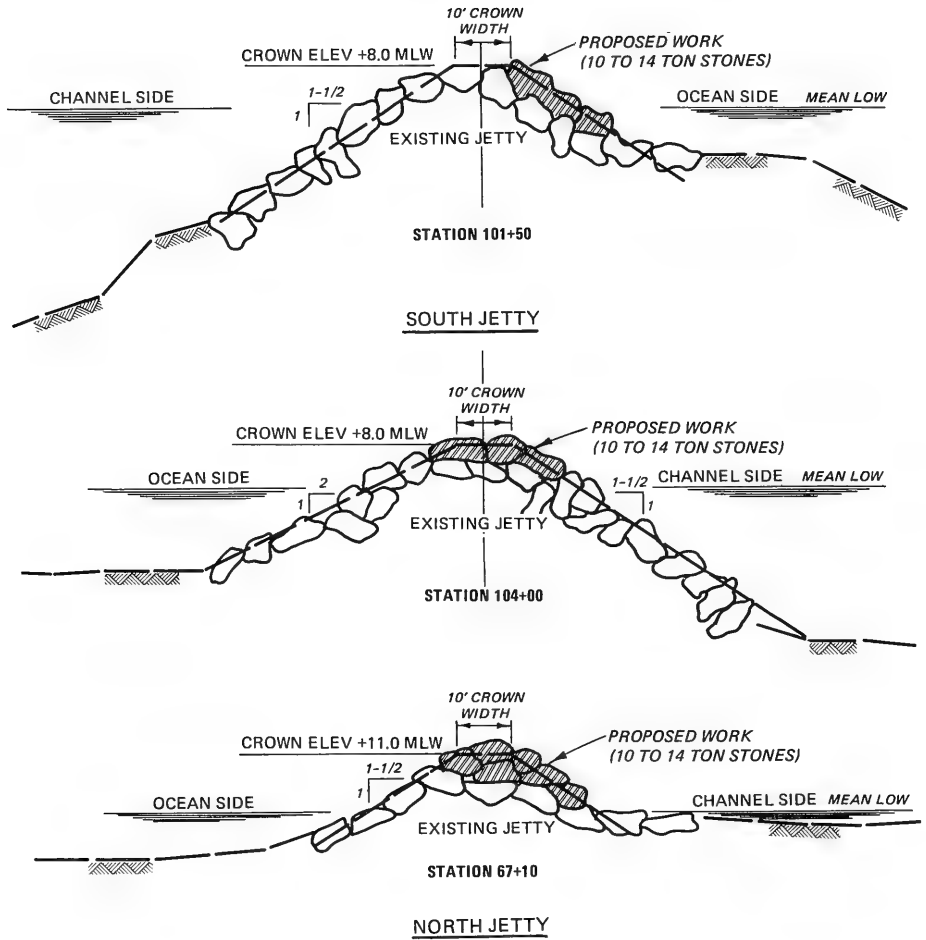 10' CROWN
WIDTH
CROWN ELEV +8.0 MLW
PROPOSED WORK
(10 TO 14 TON STONES)
CHANNEL SIDE
1-1/2
1
OCEAN SIDE MEAN LOW
EXISTING JETTY
STATION 101+50
SOUTH JETTY
10' CROWN
WIDTH
CROWN ELEV +8.0 MLW
PROPOSED WORK
(10 TO 14 TON STONES)
OCEAN SIDE
2
1
1-1/2
1
CHANNEL SIDE MEAN LOW
EXISTING JETTY
STATION 104+00
10' CROWN
WIDTH
CROWN ELEV +11.0 MLW
PROPOSED WORK
(10 TO 14 TON STONES)
1-1/2
1
OCEAN SIDE
CHANNEL SIDE MEAN LOW
EXISTING JETTY
STATION 67+10
NORTH JETTY